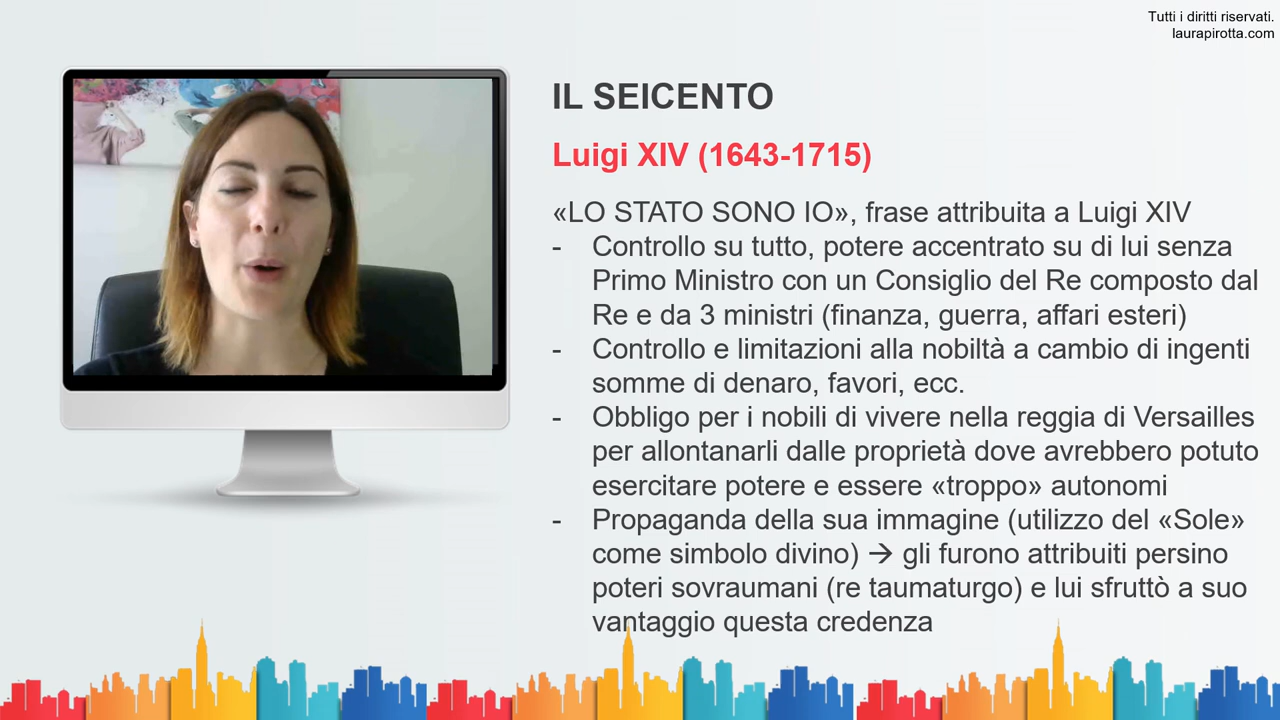 Tutti i diritti riservati.
laurapirotta.com
IL SEICENTO
Luigi XIV (1643-1715)
«LO STATO SONO IO», frase attribuita a Luigi XIV
- Controllo su tutto, potere accentrato su di lui senza
Primo Ministro con un Consiglio del Re composto dal
Re e da 3 ministri (finanza, guerra, affari esteri)
- Controllo e limitazioni alla nobiltà a cambio di ingenti
somme di denaro, favori, ecc.
- Obbligo per i nobili di vivere nella reggia di Versailles
per allontanarli dalle proprietà dove avrebbero potuto
esercitare potere e essere «troppo» autonomi
- Propaganda della sua immagine (utilizzo del «Sole»
come simbolo divino) → gli furono attribuiti persino
poteri sovraumani (re taumaturgo) e lui sfruttò a suo
vantaggio questa credenza